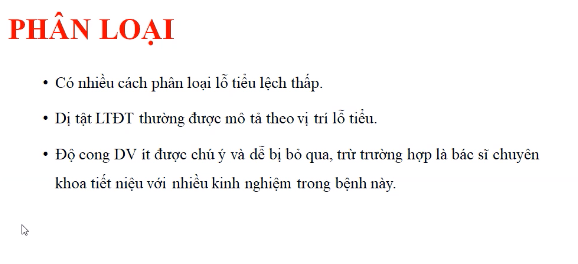 PHÂN LOẠI
• Có nhiều cách phân loại lỗ tiểu lệch thấp.
• Dị tật LTĐT thường được mô tả theo vị trí lỗ tiểu.
• Độ cong DV ít được chú ý và dễ bị bỏ qua, trừ trường hợp là bác sĩ chuyên
khoa tiết niệu với nhiều kinh nghiệm trong bệnh này.